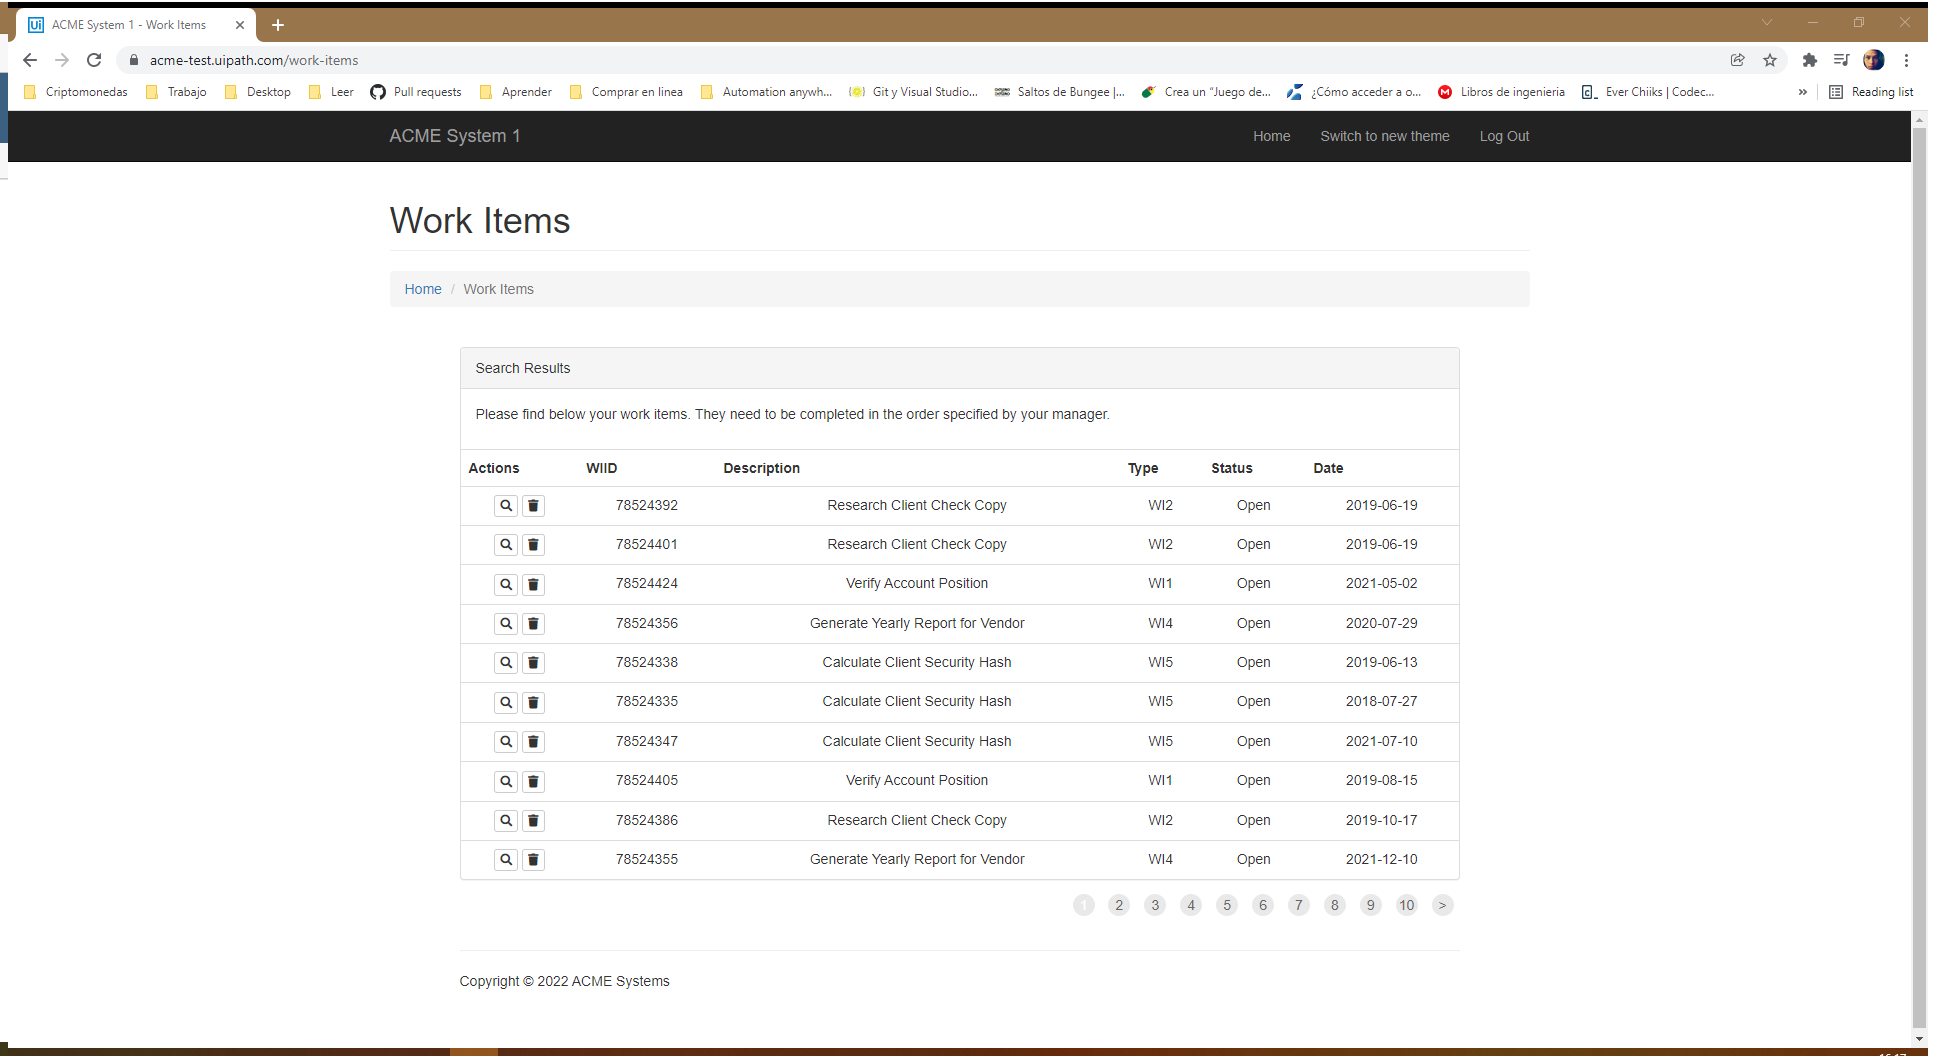 Ui ACME System 1 - Work Items
acme-test.uipath.com/work-items
Criptomonedas Trabajo Desktop Leer Pull requests Aprender Comprar en linea Automation anywh... Git y Visual Studio... Saltos de Bungee |... Crea un "Juego de... ¿Cómo acceder a o... M Libros de ingenieria C_ Ever Chiiks | Codec... » Reading list
ACME System 1 Home Switch to new theme Log Out
Work Items
Home / Work Items
Search Results
Please find below your work items. They need to be completed in the order specified by your manager.
Actions WIID Description Type Status Date
78524392 Research Client Check Copy WI2 Open 2019-06-19
78524401 Research Client Check Copy WI2 Open 2019-06-19
78524424 Verify Account Position WI1 Open 2021-05-02
78524356 Generate Yearly Report for Vendor WI4 Open 2020-07-29
78524338 Calculate Client Security Hash WI5 Open 2019-06-13
78524335 Calculate Client Security Hash WI5 Open 2018-07-27
78524347 Calculate Client Security Hash WI5 Open 2021-07-10
78524405 Verify Account Position WI1 Open 2019-08-15
78524386 Research Client Check Copy WI2 Open 2019-10-17
78524355 Generate Yearly Report for Vendor WI4 Open 2021-12-10
1 2 3 4 5 6 7 8 9 10 >
Copyright © 2022 ACME Systems